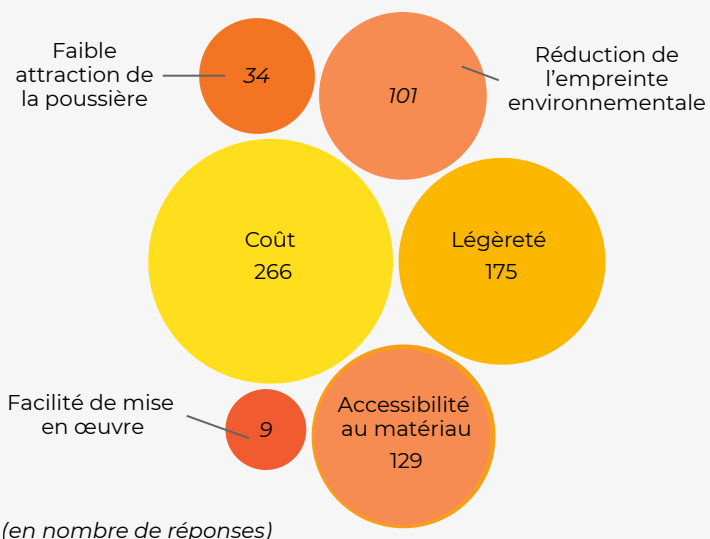 Faible
attraction de
la poussière
34
101
Réduction de
l'empreinte
environnementale
Coût
266
Légèreté
175
Facilité de mise
en œuvre
9
Accessibilité
au matériau
129
(en nombre de réponses)